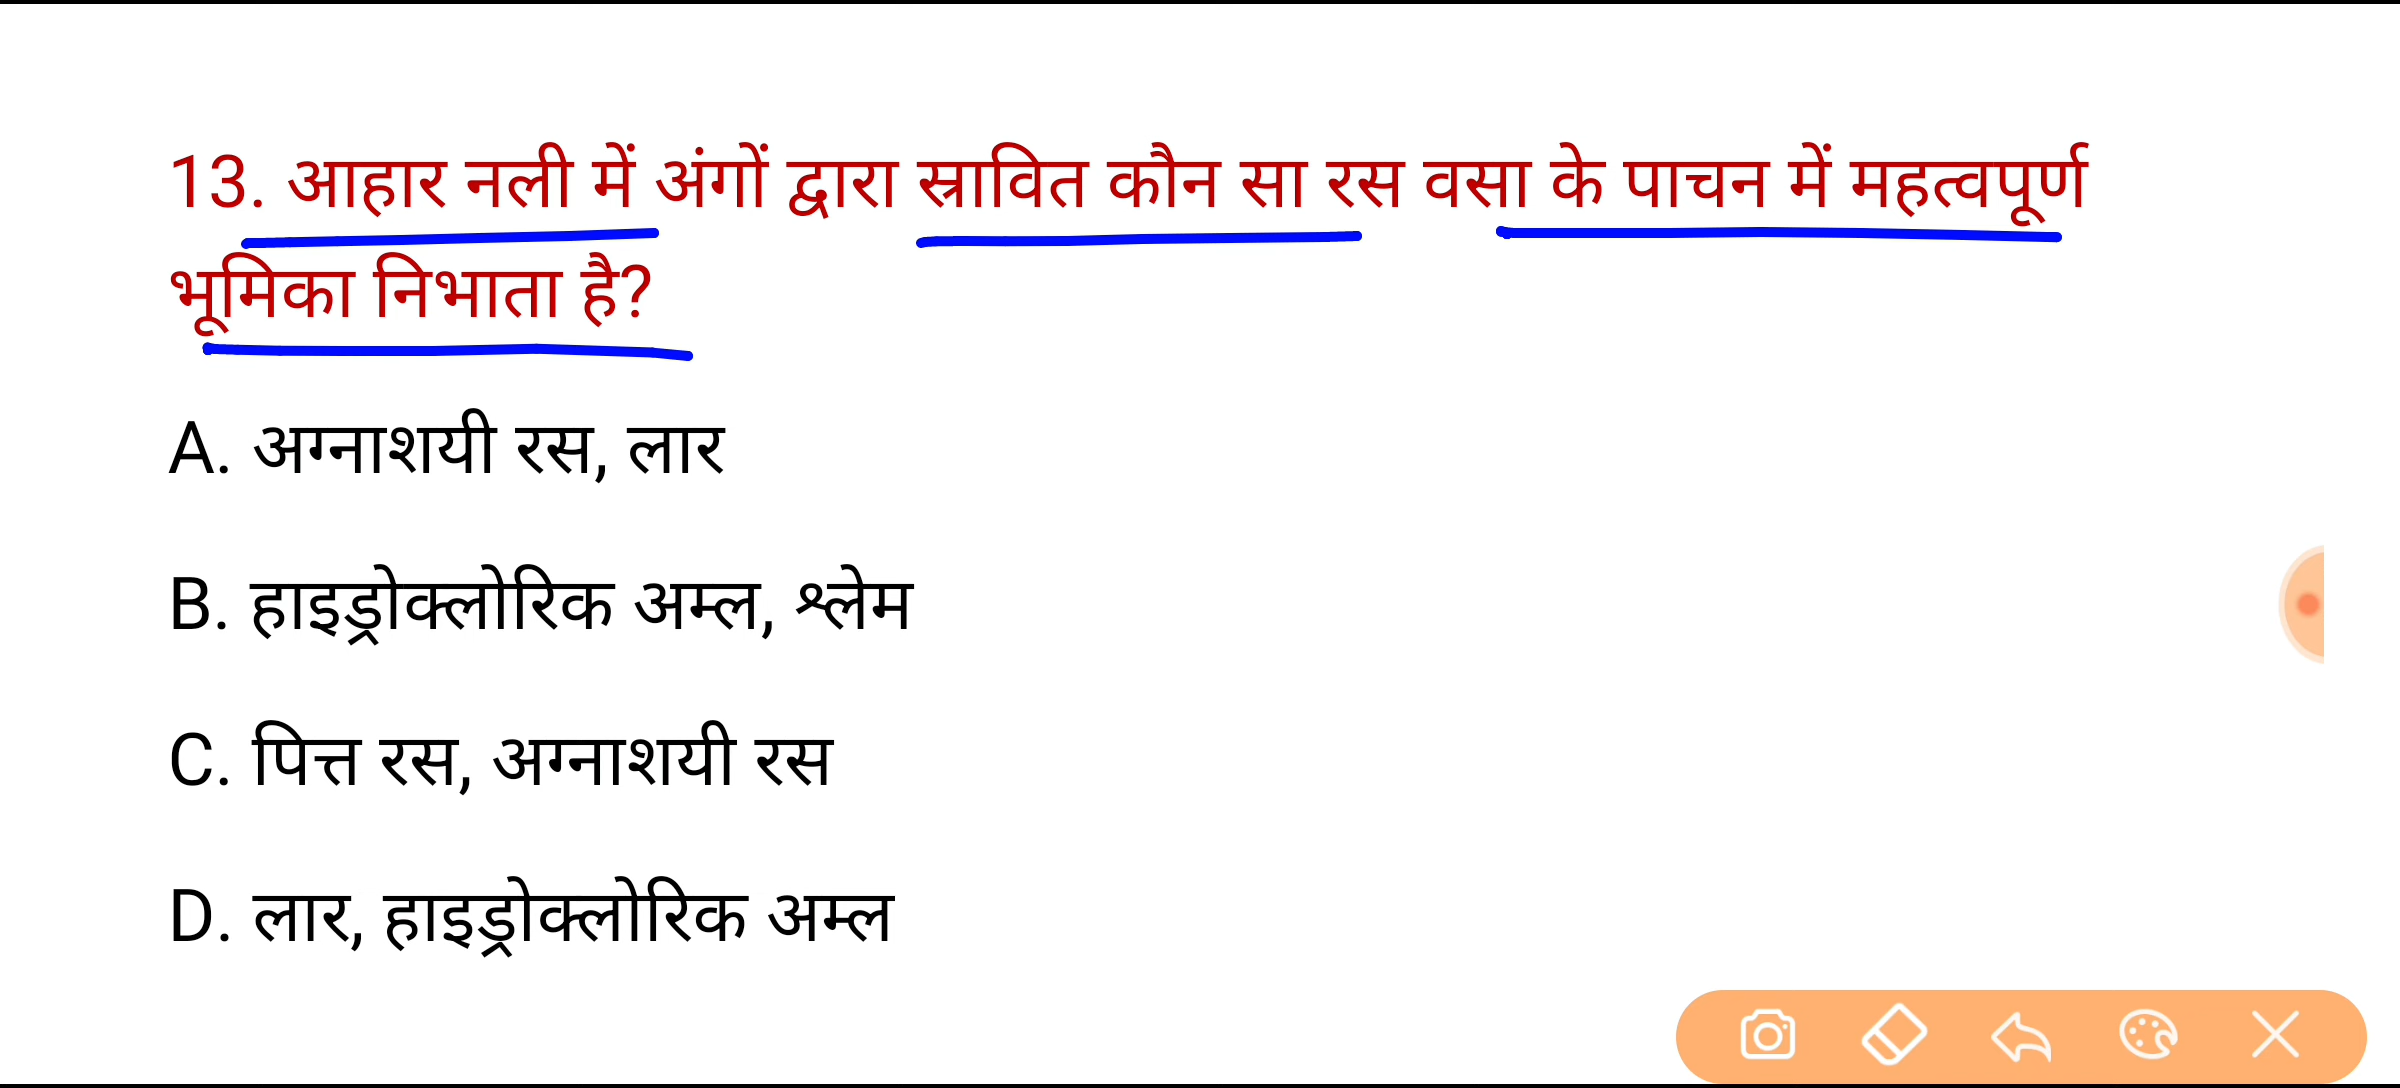 13. आहार नली में अंगों द्वारा स्रावित कौन सा रस वसा के पाचन में महत्वपूर्ण
भूमिका निभाता है?
A. अग्नाशयी रस, लार
B. हाइड्रोक्लोरिक अम्ल, श्लेम
C. पित्त रस, अग्नाशयी रस
D. लार, हाइड्रोक्लोरिक अम्ल